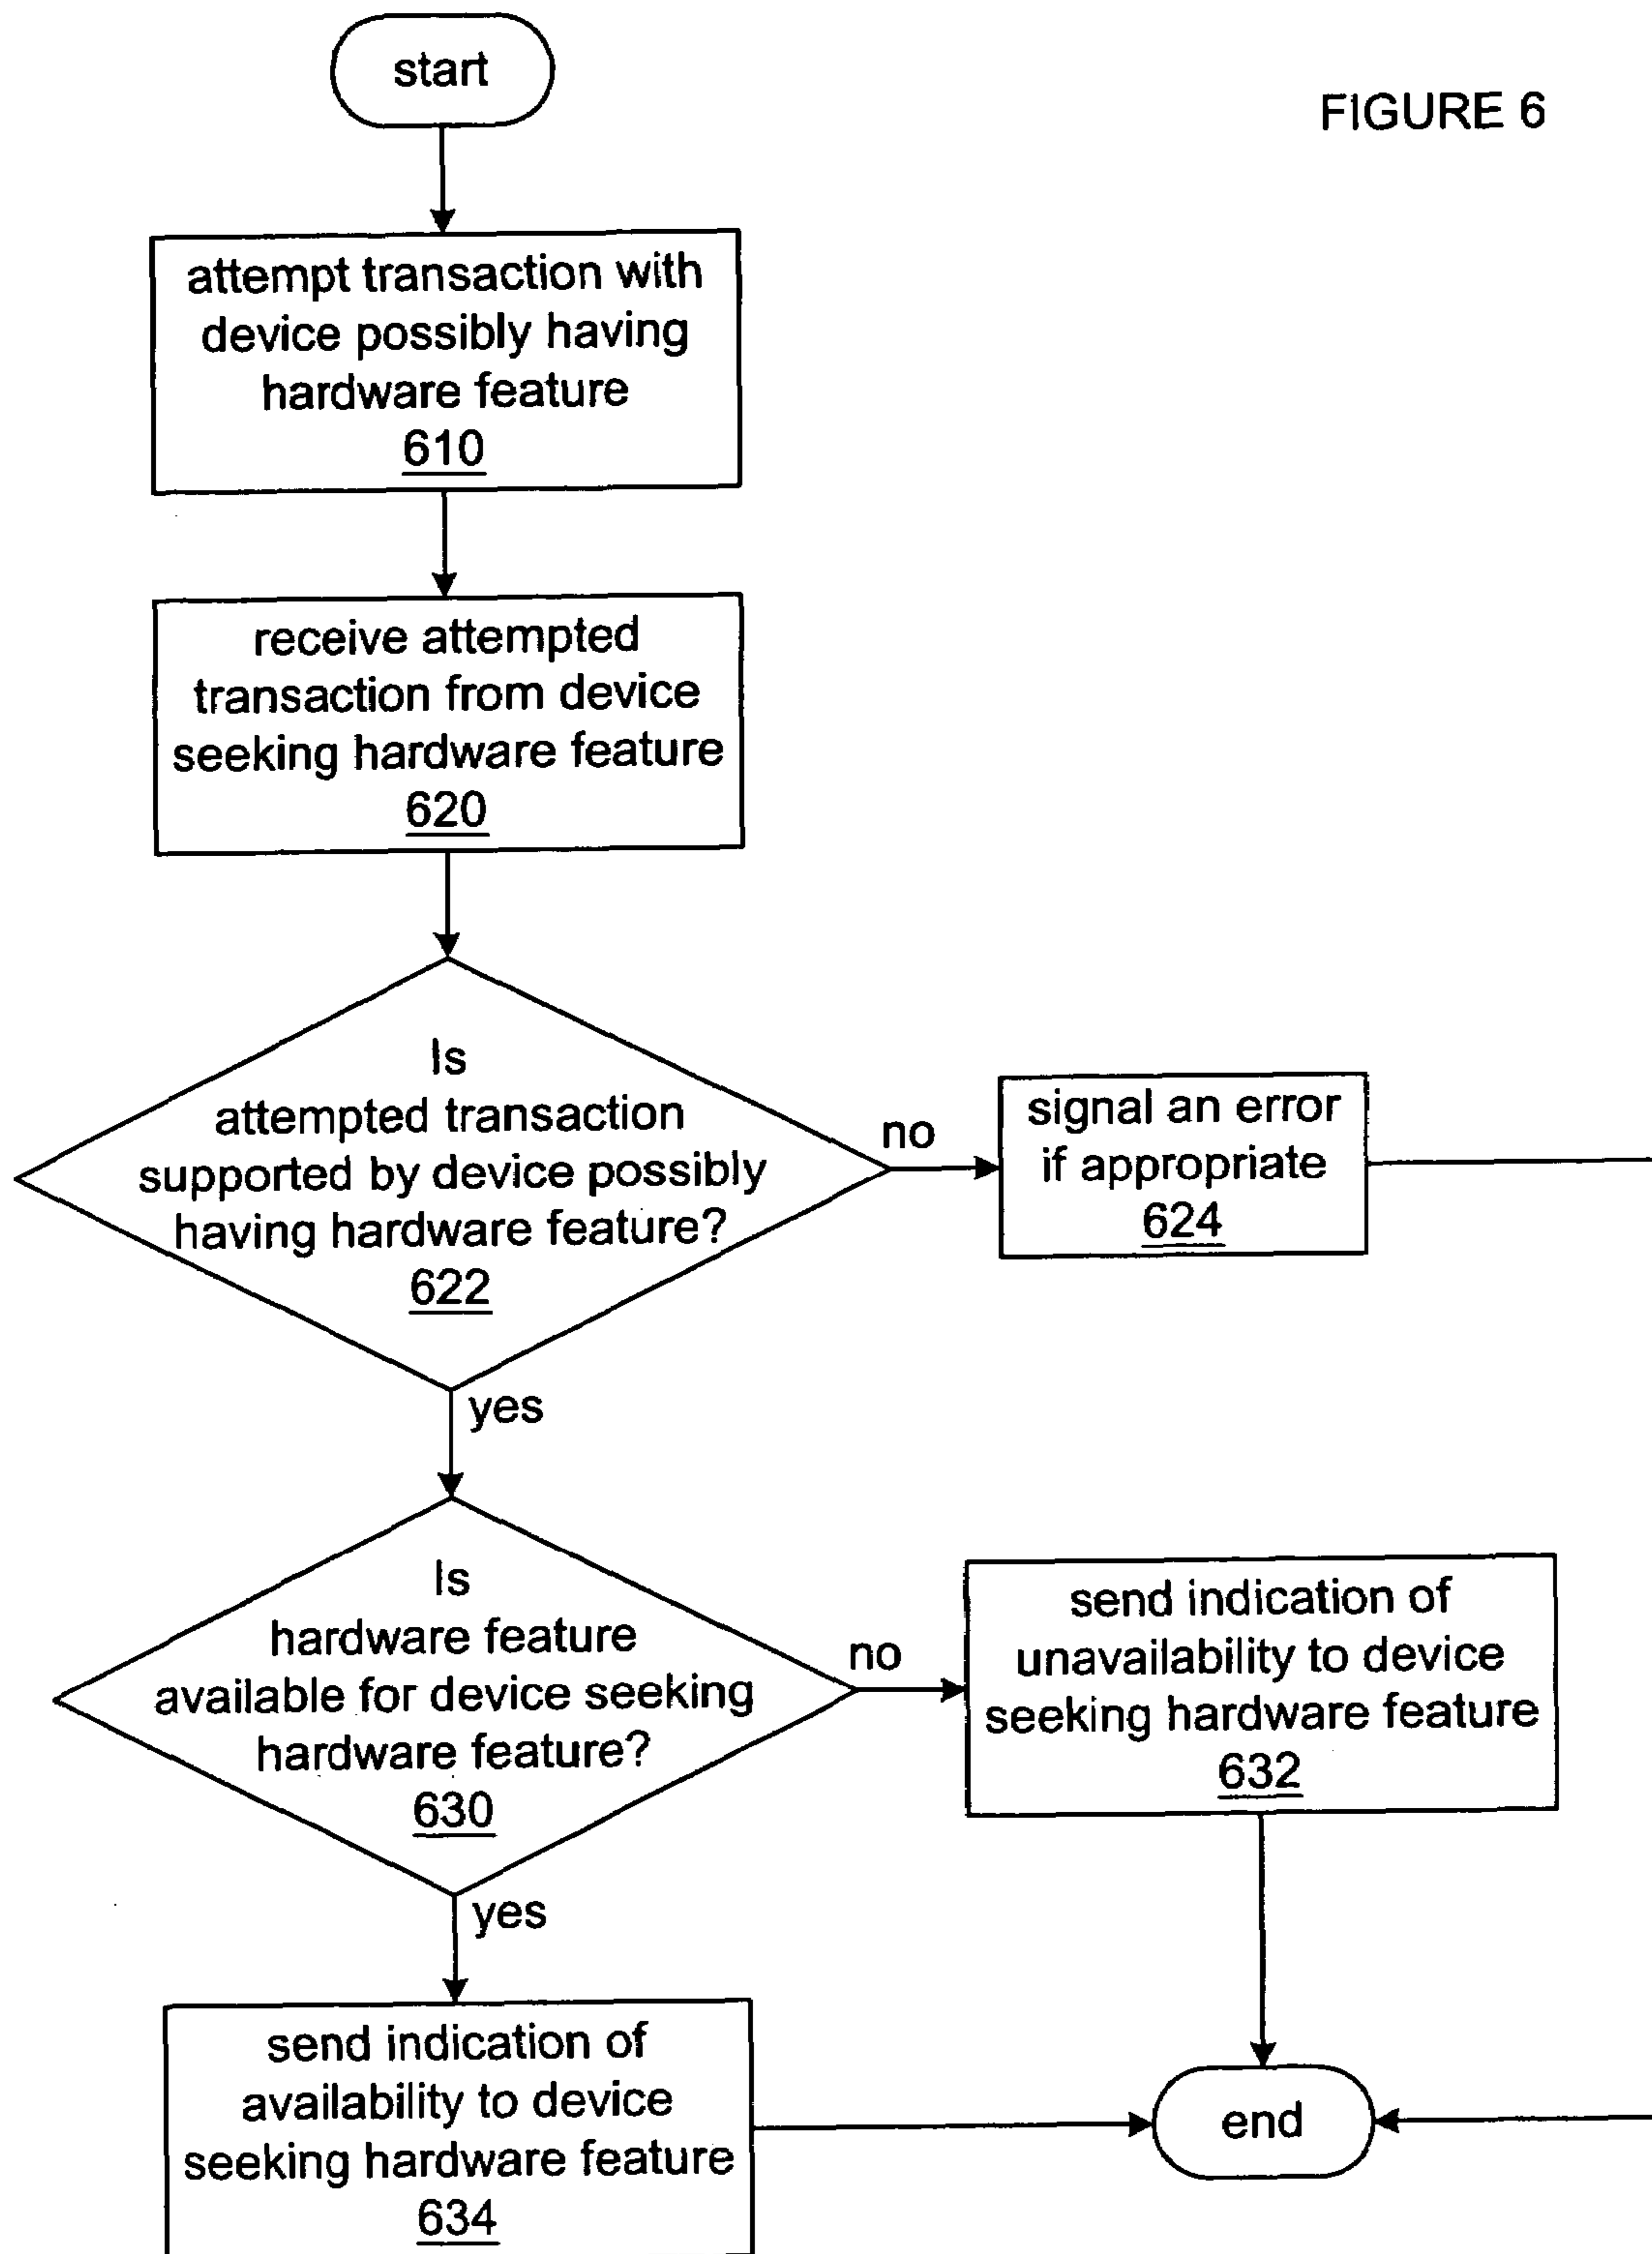 start
FIGURE 6
attempt transaction with
device possibly having
hardware feature
610
receive attempted
transaction from device
seeking hardware feature
620
Is
attempted transaction
supported by device possibly
having hardware feature?
622
no
signal an error
if appropriate
624
yes
Is
hardware feature
available for device seeking
hardware feature?
630
no
send indication of
unavailability to device
seeking hardware feature
632
yes
send indication of
availability to device
seeking hardware feature
634
end